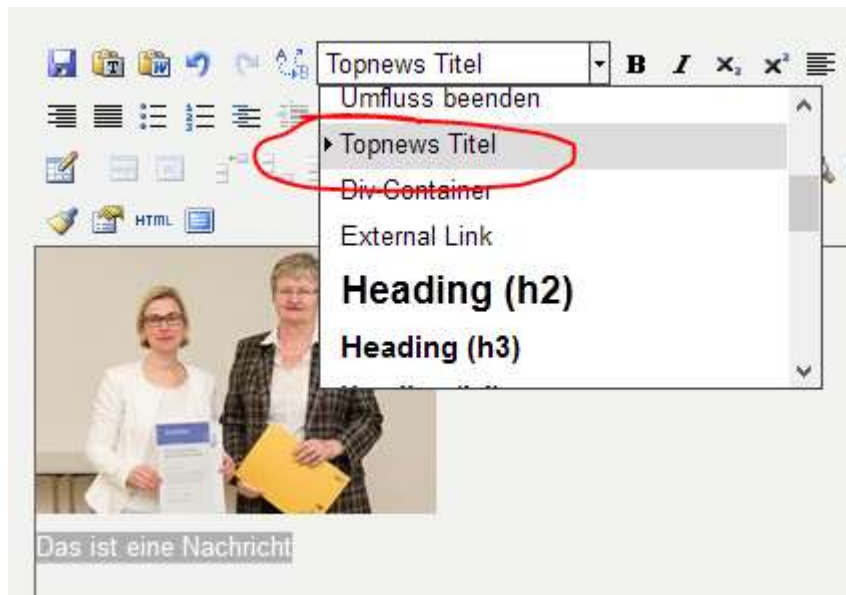 Topnews Titel B I x₂ x²
Umfluss beenden
Topnews Titel
Div Container
External Link
HTML
Heading (h2)
Heading (h3)
Das ist eine Nachricht